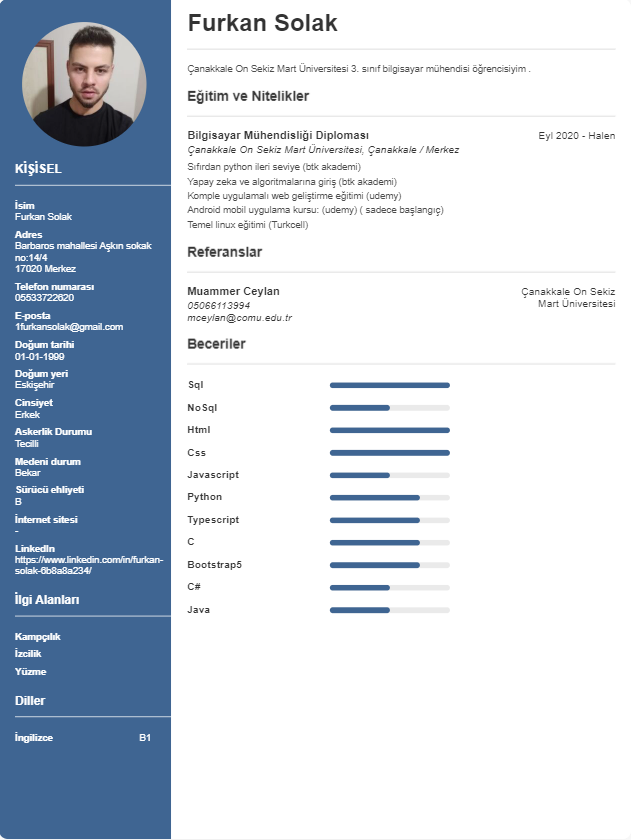 KİŞİSEL
İsim
Furkan Solak
Adres
Barbaros mahallesi Aşkın sokak
no:14/4
17020 Merkez
Telefon numarası
05533722620
E-posta
1furkansolak@gmail.com
Doğum tarihi
01-01-1999
Doğum yeri
Eskişehir
Cinsiyet
Erkek
Askerlik Durumu
Tecilli
Medeni durum
Bekar
Sürücü ehliyeti
B
İnternet sitesi
-
LinkedIn
https://www.linkedin.com/in/furkan-
solak-6b8a8a234/
İlgi Alanları
Kampçılık
İzcilik
Yüzme
Diller
İngilizce B1
Furkan Solak
Çanakkale On Sekiz Mart Üniversitesi 3. sınıf bilgisayar mühendisi öğrencisiyim .
Eğitim ve Nitelikler
Bilgisayar Mühendisliği Diploması Eyl 2020 - Halen
Çanakkale On Sekiz Mart Üniversitesi, Çanakkale / Merkez
Sıfırdan python ileri seviye (btk akademi)
Yapay zeka ve algoritmalarına giriş (btk akademi)
Komple uygulamalı web geliştirme eğitimi (udemy)
Android mobil uygulama kursu: (udemy) ( sadece başlangıç)
Temel linux eğitimi (Turkcell)
Referanslar
Muammer Ceylan Çanakkale On Sekiz
05066113994 Mart Üniversitesi
mceylan@comu.edu.tr
Beceriler
Sql
NoSql
Html
Css
Javascript
Python
Typescript
C
Bootstrap5
C#
Java